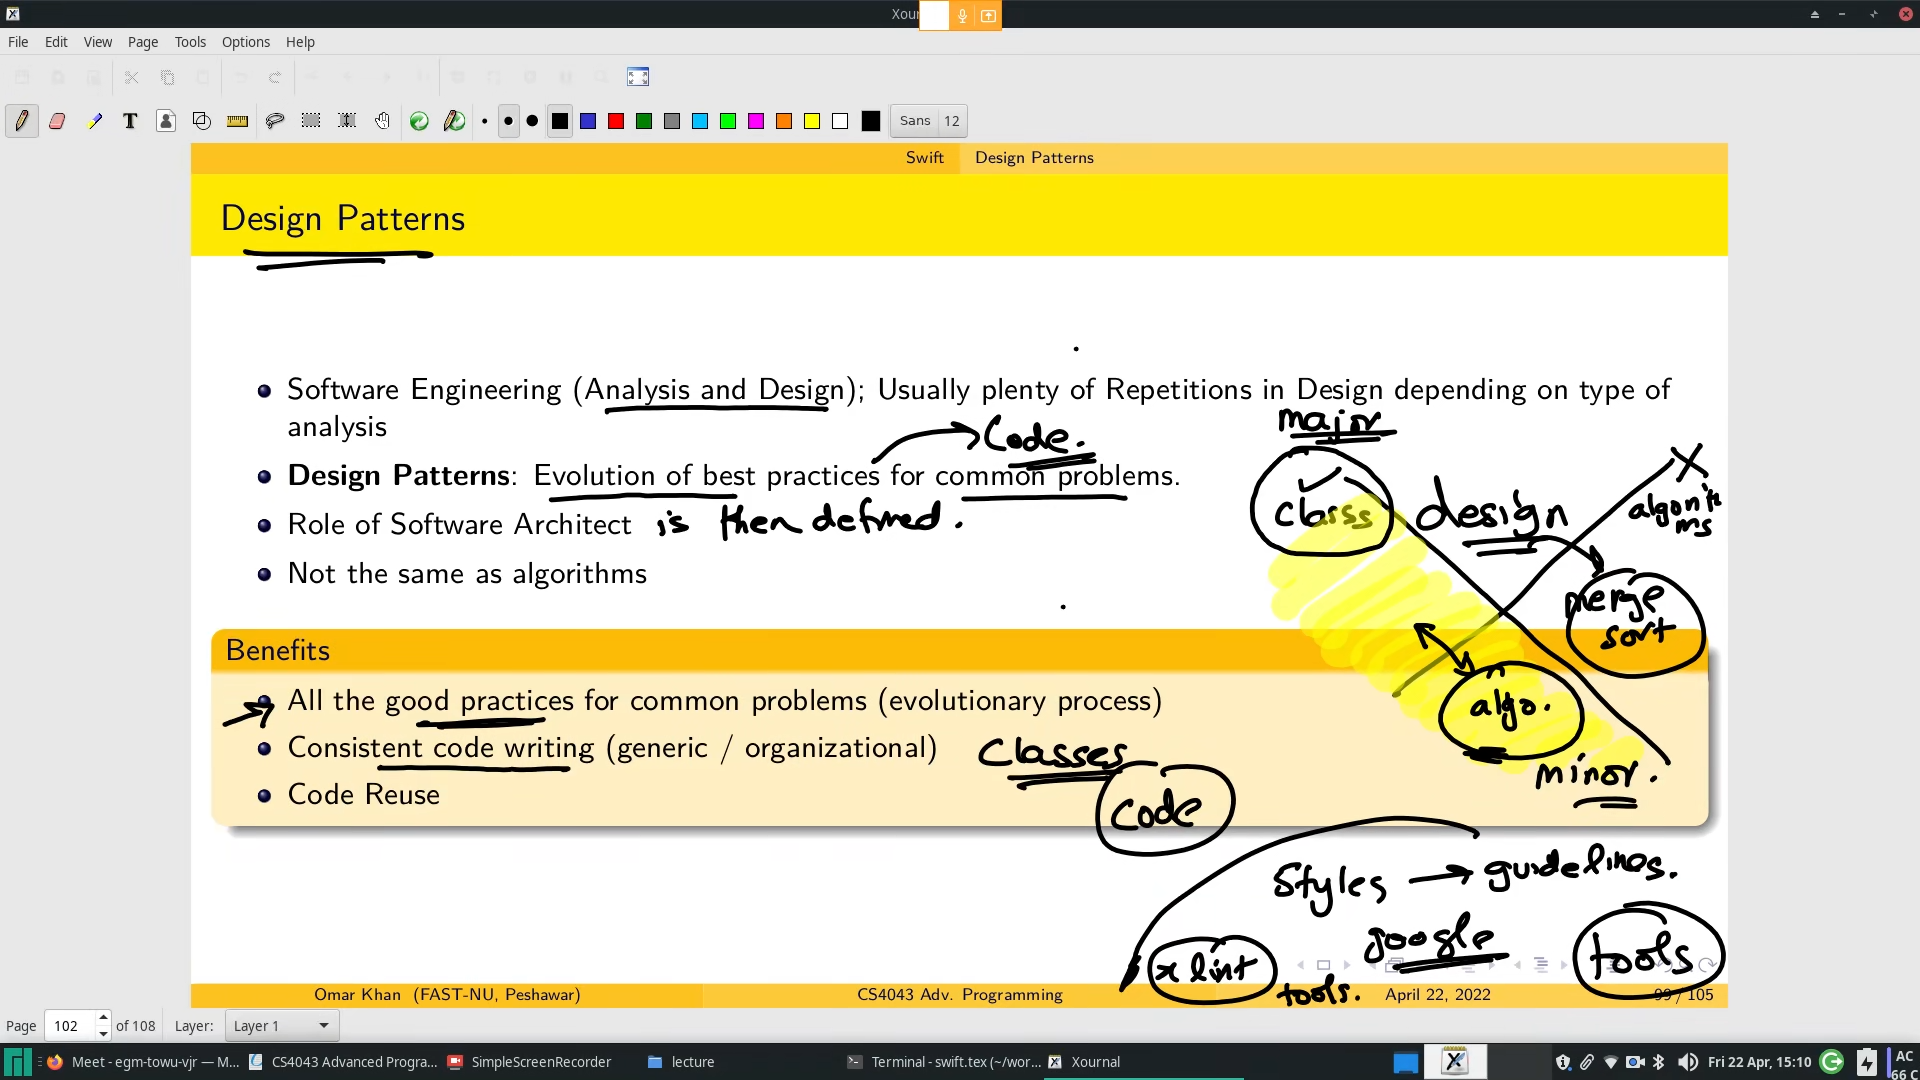 Xour
File Edit View Page Tools Options Help
Sans 12
Swift Design Patterns
Design Patterns
Software Engineering (Analysis and Design); Usually plenty of Repetitions in Design depending on type of
analysis
major
Code.
Design Patterns: Evolution of best practices for common problems.
class design
algorithms
Role of Software Architect is then defined.
Not the same as algorithms
merge
sort
Benefits
All the good practices for common problems (evolutionary process)
algo.
Consistent code writing (generic / organizational) Classes
minor.
Code Reuse
Code
Styles → guidelines.
google
tools
x lint
tools.
Omar Khan (FAST-NU, Peshawar) CS4043 Adv. Programming April 22, 2022 99 / 105
Page 102 of 108 Layer: Layer 1
Meet - egm-towu-vjr — M... CS4043 Advanced Progra... SimpleScreenRecorder lecture Terminal - swift.tex (~/wor... Xournal Fri 22 Apr, 15:10 AC
66 C